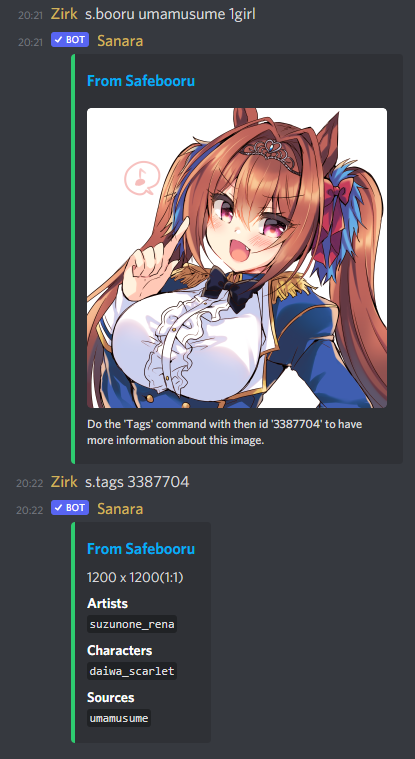 20:21 Zirk s.booru umamusume 1girl
20:21 ✓ BOT Sanara
From Safebooru
Do the 'Tags' command with then id '3387704' to have
more information about this image.
20:22 Zirk s.tags 3387704
20:22 ✓ BOT Sanara
From Safebooru
1200 x 1200(1:1)
Artists
suzunone_rena
Characters
daiwa_scarlet
Sources
umamusume